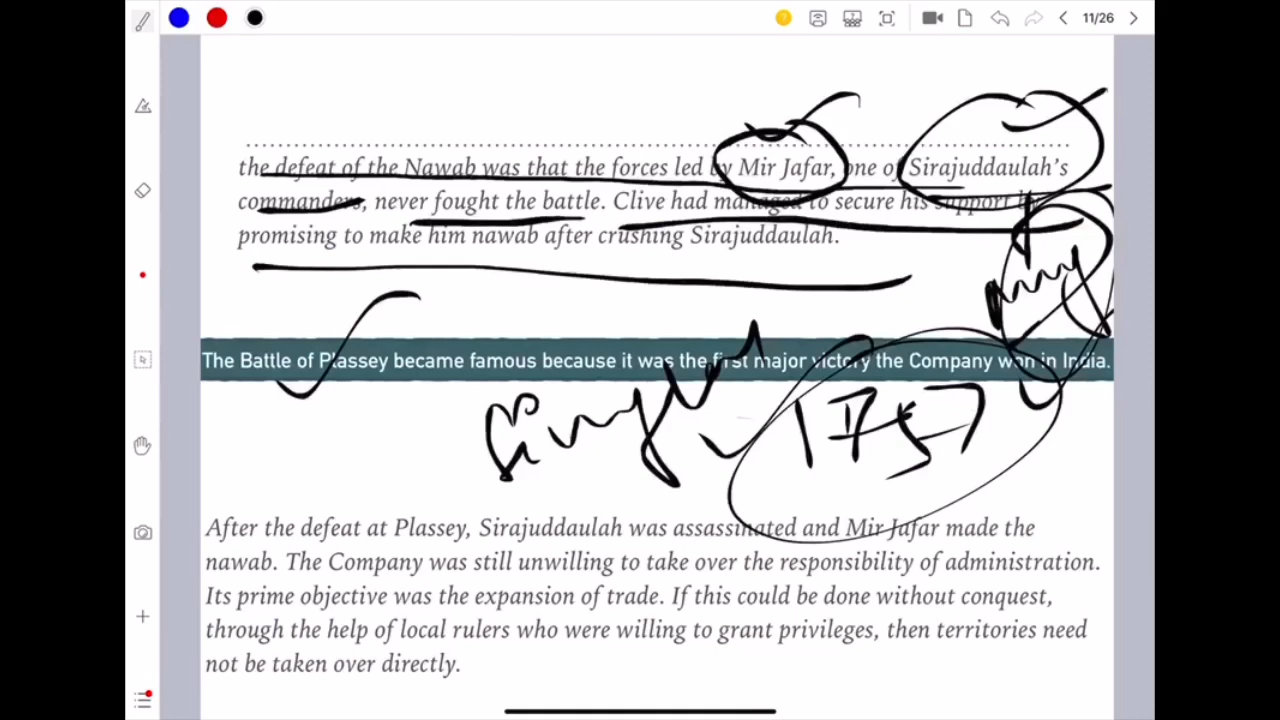 11/26
the defeat of the Nawab was that the forces led by Mir Jafar, one of Sirajuddaulah's
commanders, never fought the battle. Clive had managed to secure his support by
promising to make him nawab after crushing Sirajuddaulah.
The Battle of Plassey became famous because it was the first major victory the Company won in India.
1757
After the defeat at Plassey, Sirajuddaulah was assassinated and Mir Jafar made the
nawab. The Company was still unwilling to take over the responsibility of administration.
Its prime objective was the expansion of trade. If this could be done without conquest,
through the help of local rulers who were willing to grant privileges, then territories need
not be taken over directly.